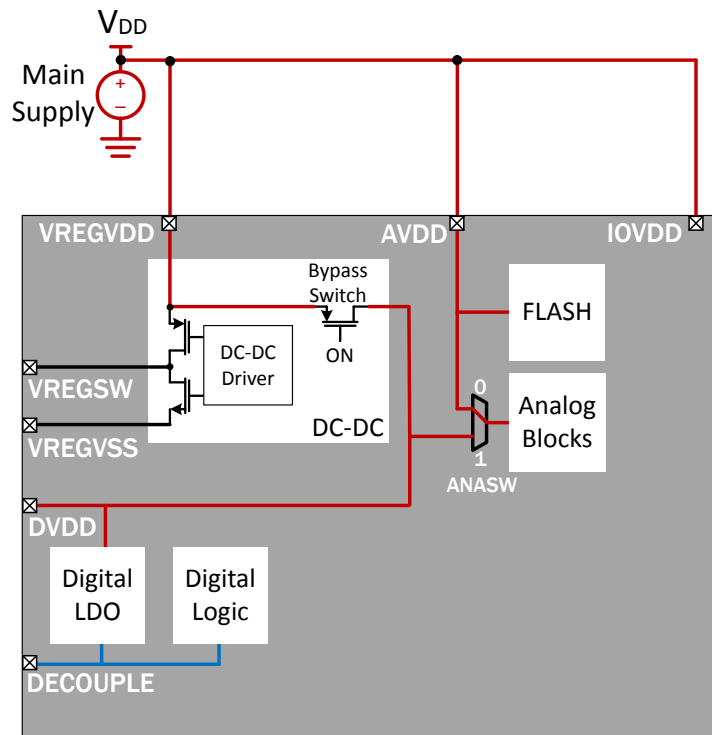 VDD
Main
Supply
+
−
VREGVDD
AVDD
IOVDD
Bypass
Switch
ON
FLASH
DC-DC
Driver
VREGSW
VREGVSS
DC-DC
0
Analog
Blocks
1
ANASW
DVDD
Digital
LDO
Digital
Logic
DECOUPLE